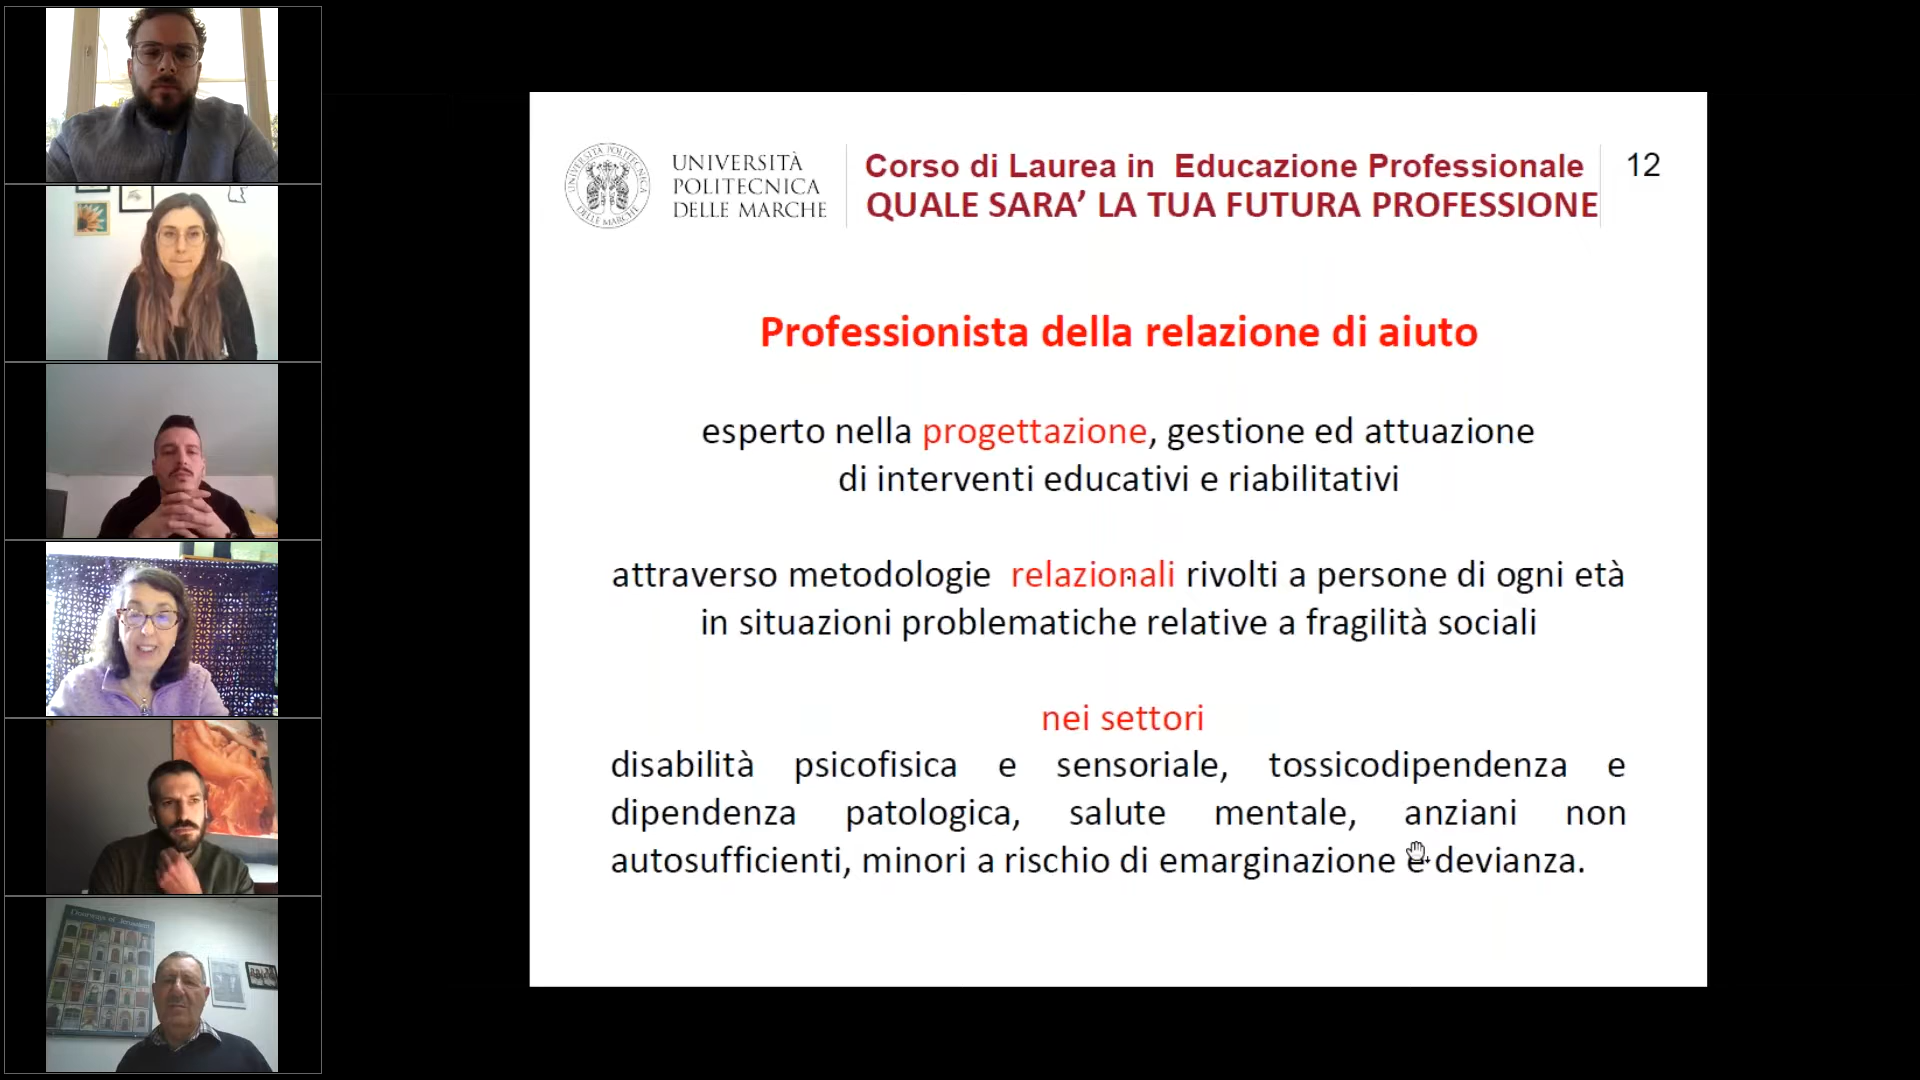 UNIVERSITÀ
POLITECNICA
DELLE MARCHE
Corso di Laurea in Educazione Professionale
QUALE SARA’ LA TUA FUTURA PROFESSIONE
12
Professionista della relazione di aiuto
esperto nella progettazione, gestione ed attuazione
di interventi educativi e riabilitativi
attraverso metodologie relazionali rivolti a persone di ogni età
in situazioni problematiche relative a fragilità sociali
nei settori
disabilità psicofisica e sensoriale, tossicodipendenza e
dipendenza patologica, salute mentale, anziani non
autosufficienti, minori a rischio di emarginazione e devianza.
Doorways of Jerusalem